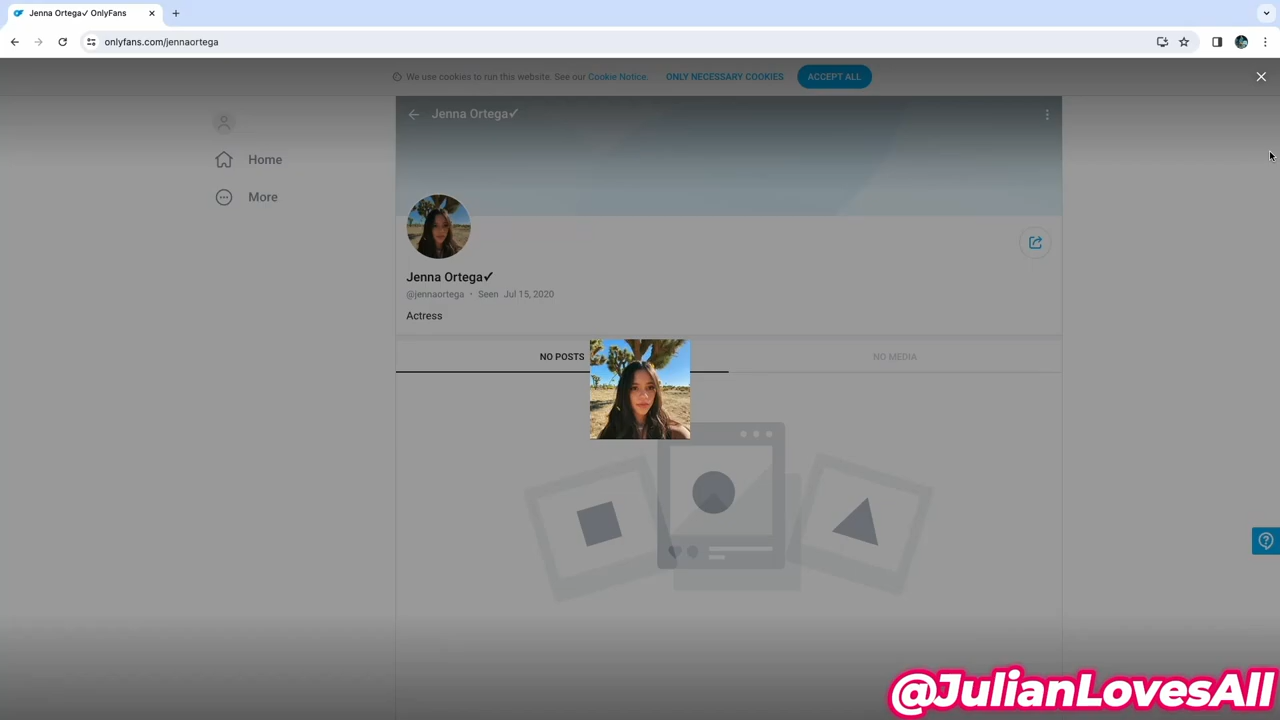 Jenna Ortega✓ OnlyFans
onlyfans.com/jennaortega
We use cookies to run this website. See our Cookie Notice. ONLY NECESSARY COOKIES ACCEPT ALL
Jenna Ortega✓
Home
More
Jenna Ortega✓
@jennaortega · Seen Jul 15, 2020
Actress
NO POSTS NO MEDIA
@JulianLovesAll